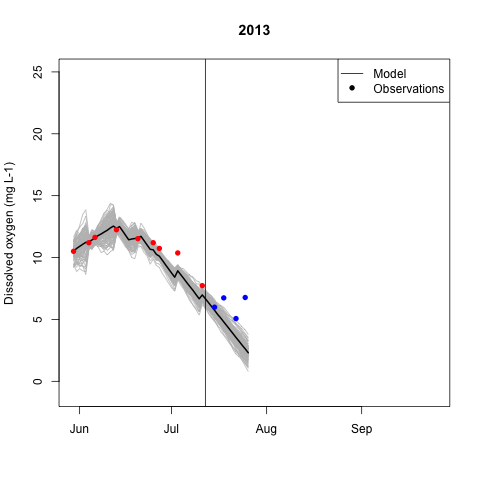 2013
Model
Observations
Dissolved oxygen (mg L-1)
25
20
15
10
5
0
Jun
Jul
Aug
Sep